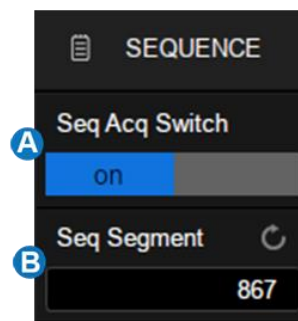 SEQUENCE
Seq Acq Switch
A
on
Seq Segment
B
867